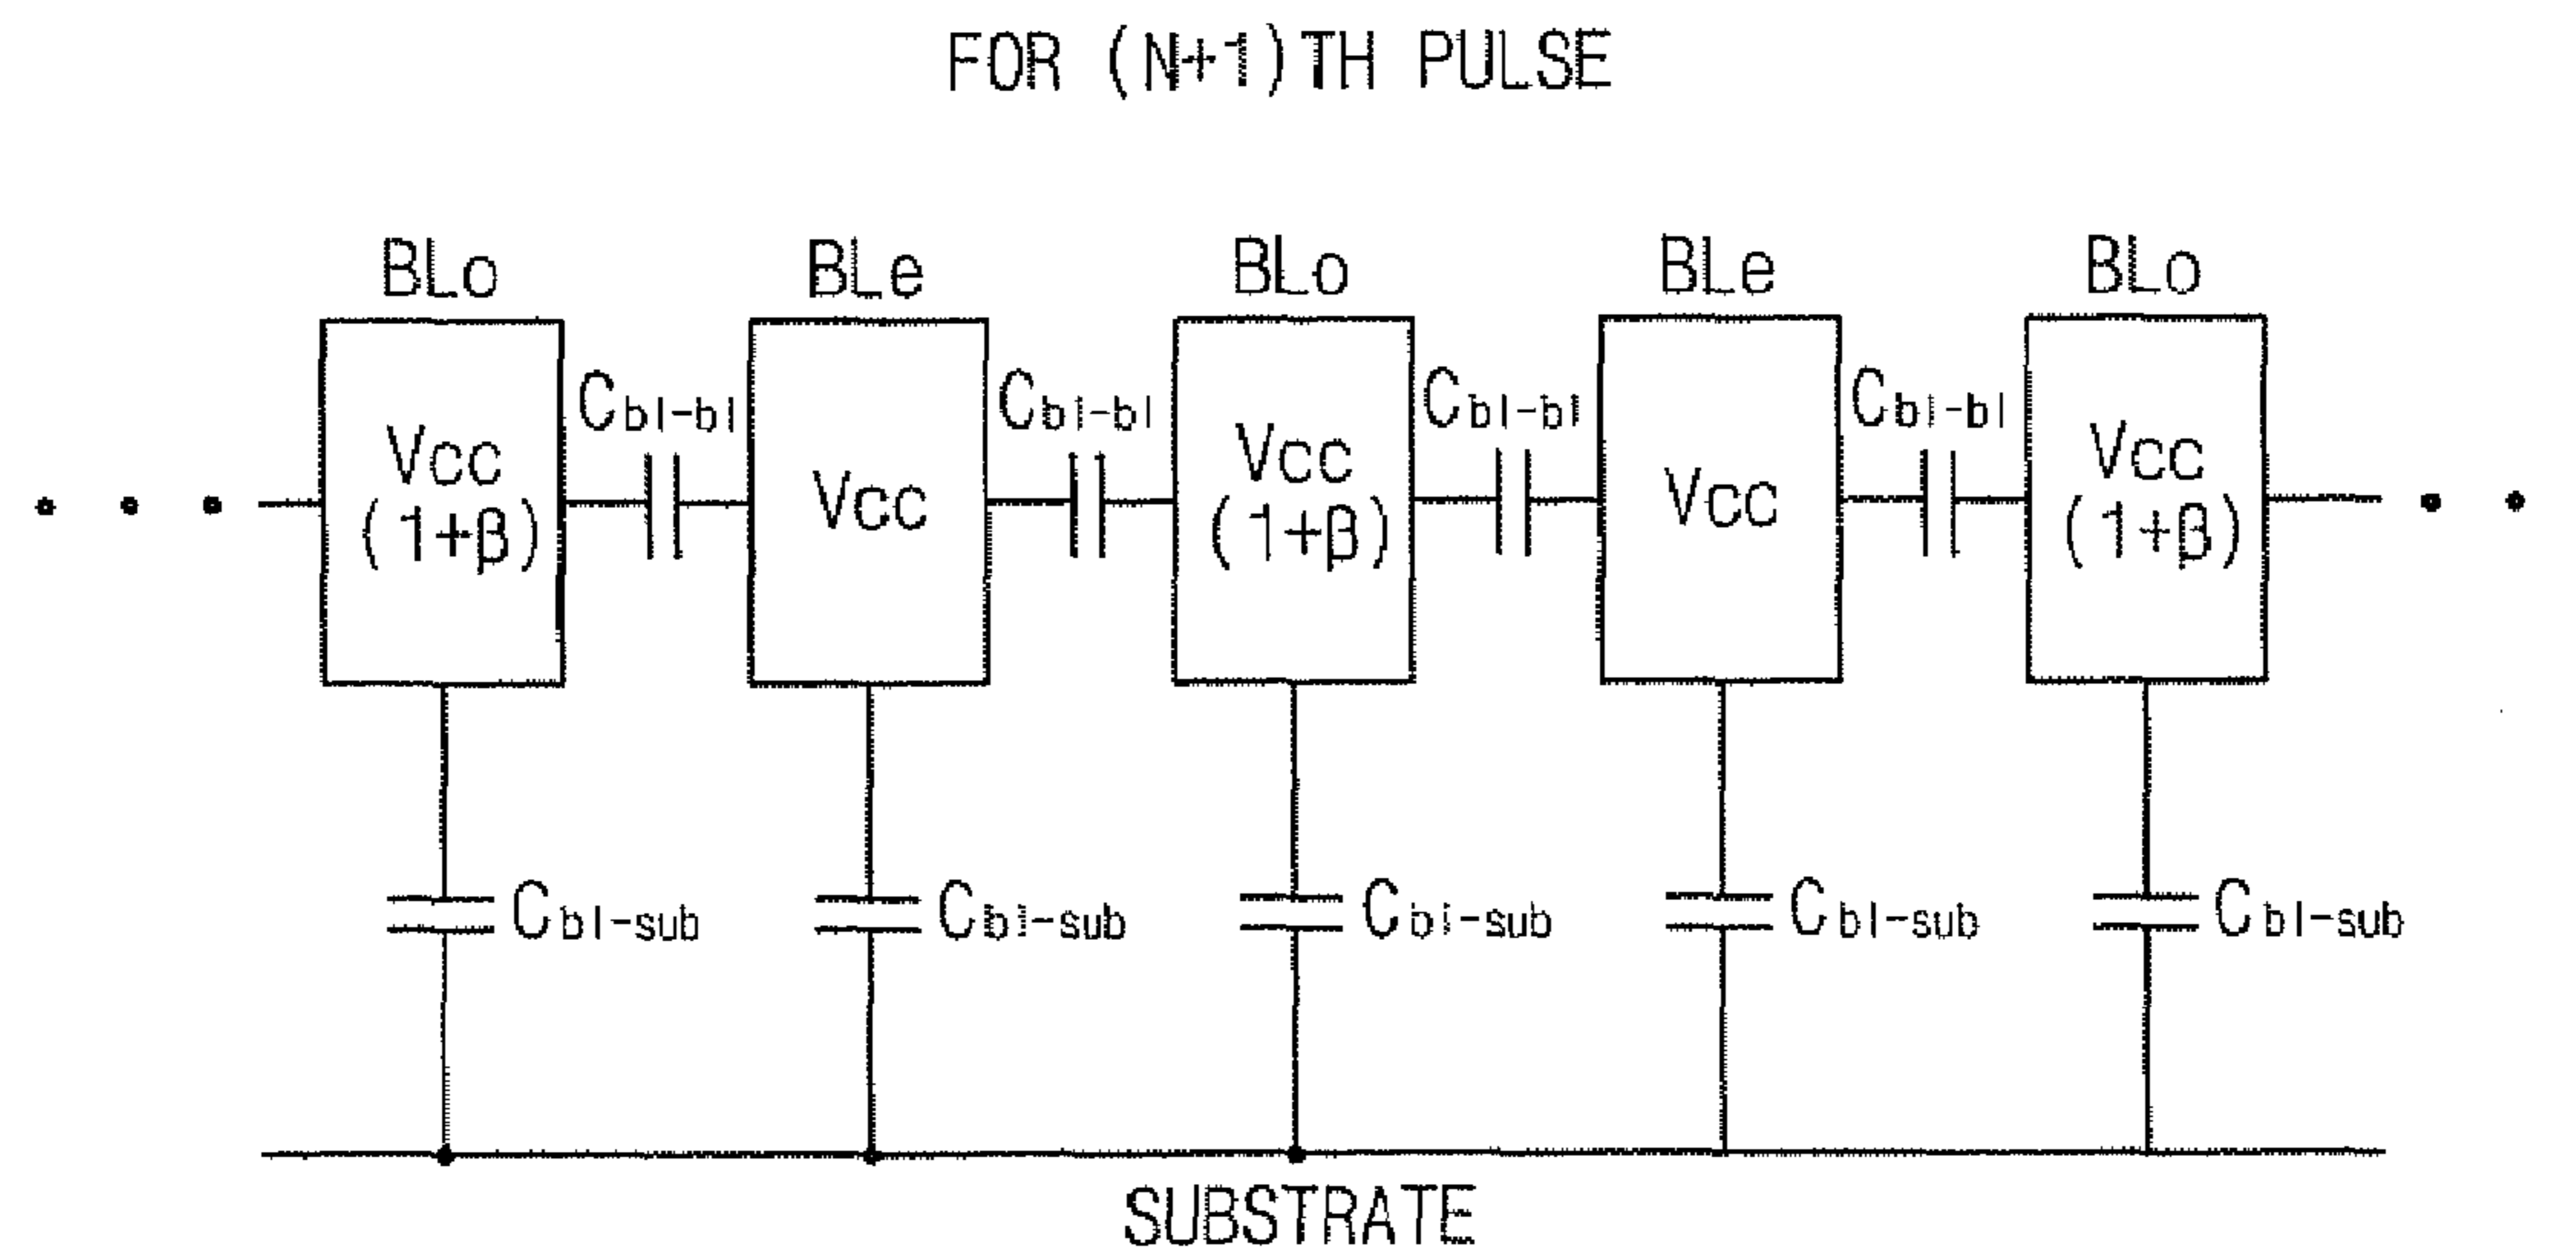 FOR (N+1)TH PULSE
BLo BLe BLo BLe BLo
Cbl-bl Cbl-bl Cbl-bl Cbl-bl
Vcc Vcc Vcc Vcc Vcc
(1+β) (1+β) (1+β)
Cbl-sub Cbl-sub Cbl-sub Cbl-sub Cbl-sub
SUBSTRATE